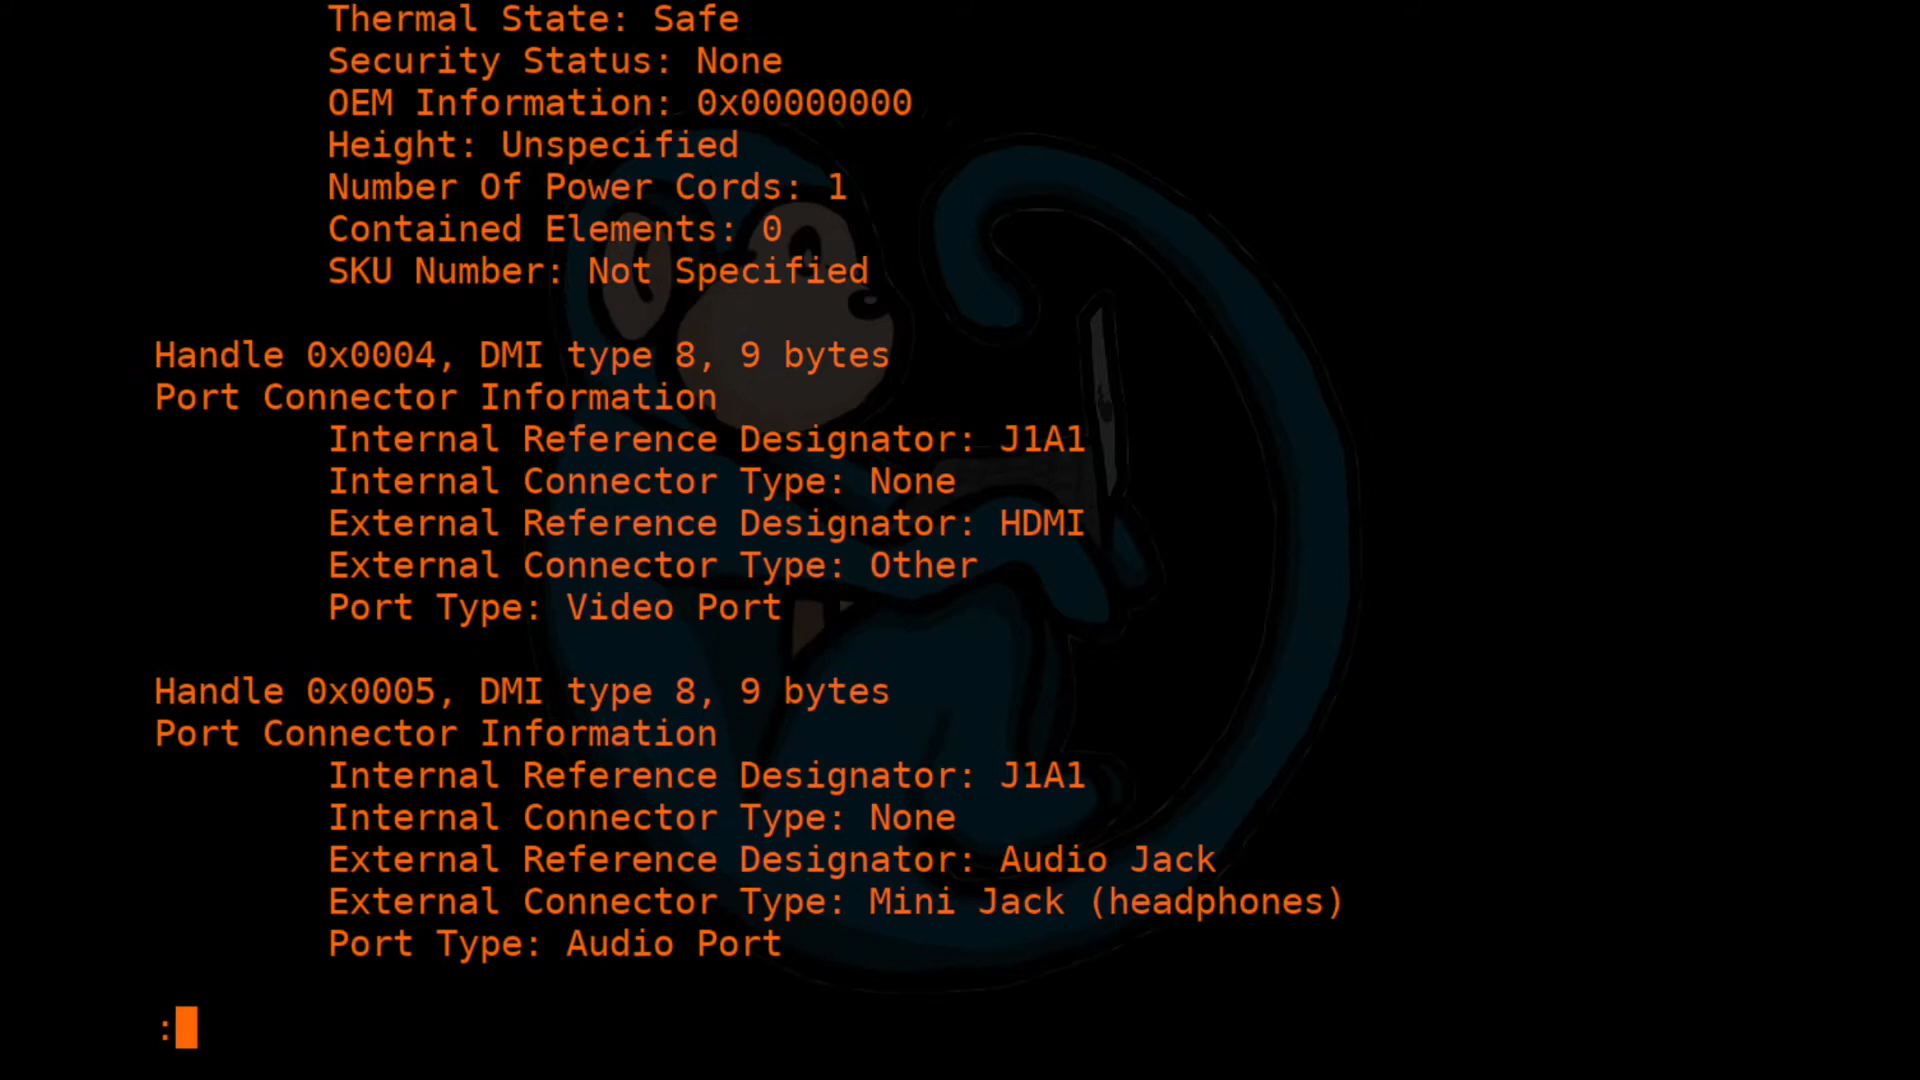 Thermal State: Safe
Security Status: None
OEM Information: 0x00000000
Height: Unspecified
Number Of Power Cords: 1
Contained Elements: 0
SKU Number: Not Specified
Handle 0x0004, DMI type 8, 9 bytes
Port Connector Information
Internal Reference Designator: J1A1
Internal Connector Type: None
External Reference Designator: HDMI
External Connector Type: Other
Port Type: Video Port
Handle 0x0005, DMI type 8, 9 bytes
Port Connector Information
Internal Reference Designator: J1A1
Internal Connector Type: None
External Reference Designator: Audio Jack
External Connector Type: Mini Jack (headphones)
Port Type: Audio Port
: